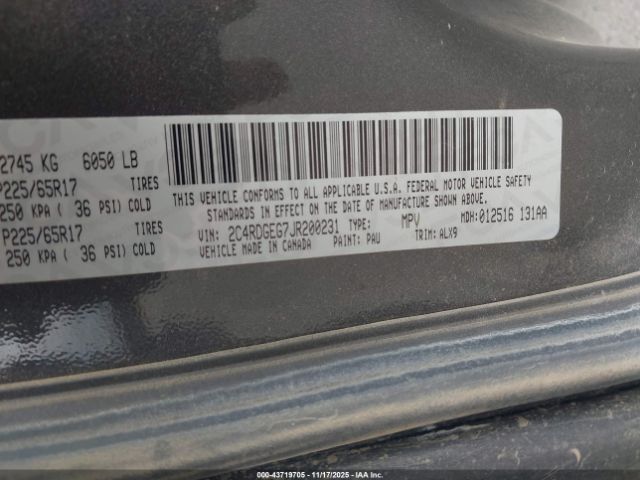 2745 KG 6050 LB
P225/65R17 TIRES
250 KPA ( 36 PSI) COLD
P225/65R17 TIRES
250 KPA ( 36 PSI) COLD
THIS VEHICLE CONFORMS TO ALL APPLICABLE U.S.A. FEDERAL MOTOR VEHICLE SAFETY
STANDARDS IN EFFECT ON THE DATE OF MANUFACTURE SHOWN ABOVE.
VIN: 2C4RDGEG7JR200231 TYPE: MPV MDH:012516 131AA
VEHICLE MADE IN CANADA PAINT: PAU TRIM: ALX9
000-43719705 - 11/17/2025 - IAA